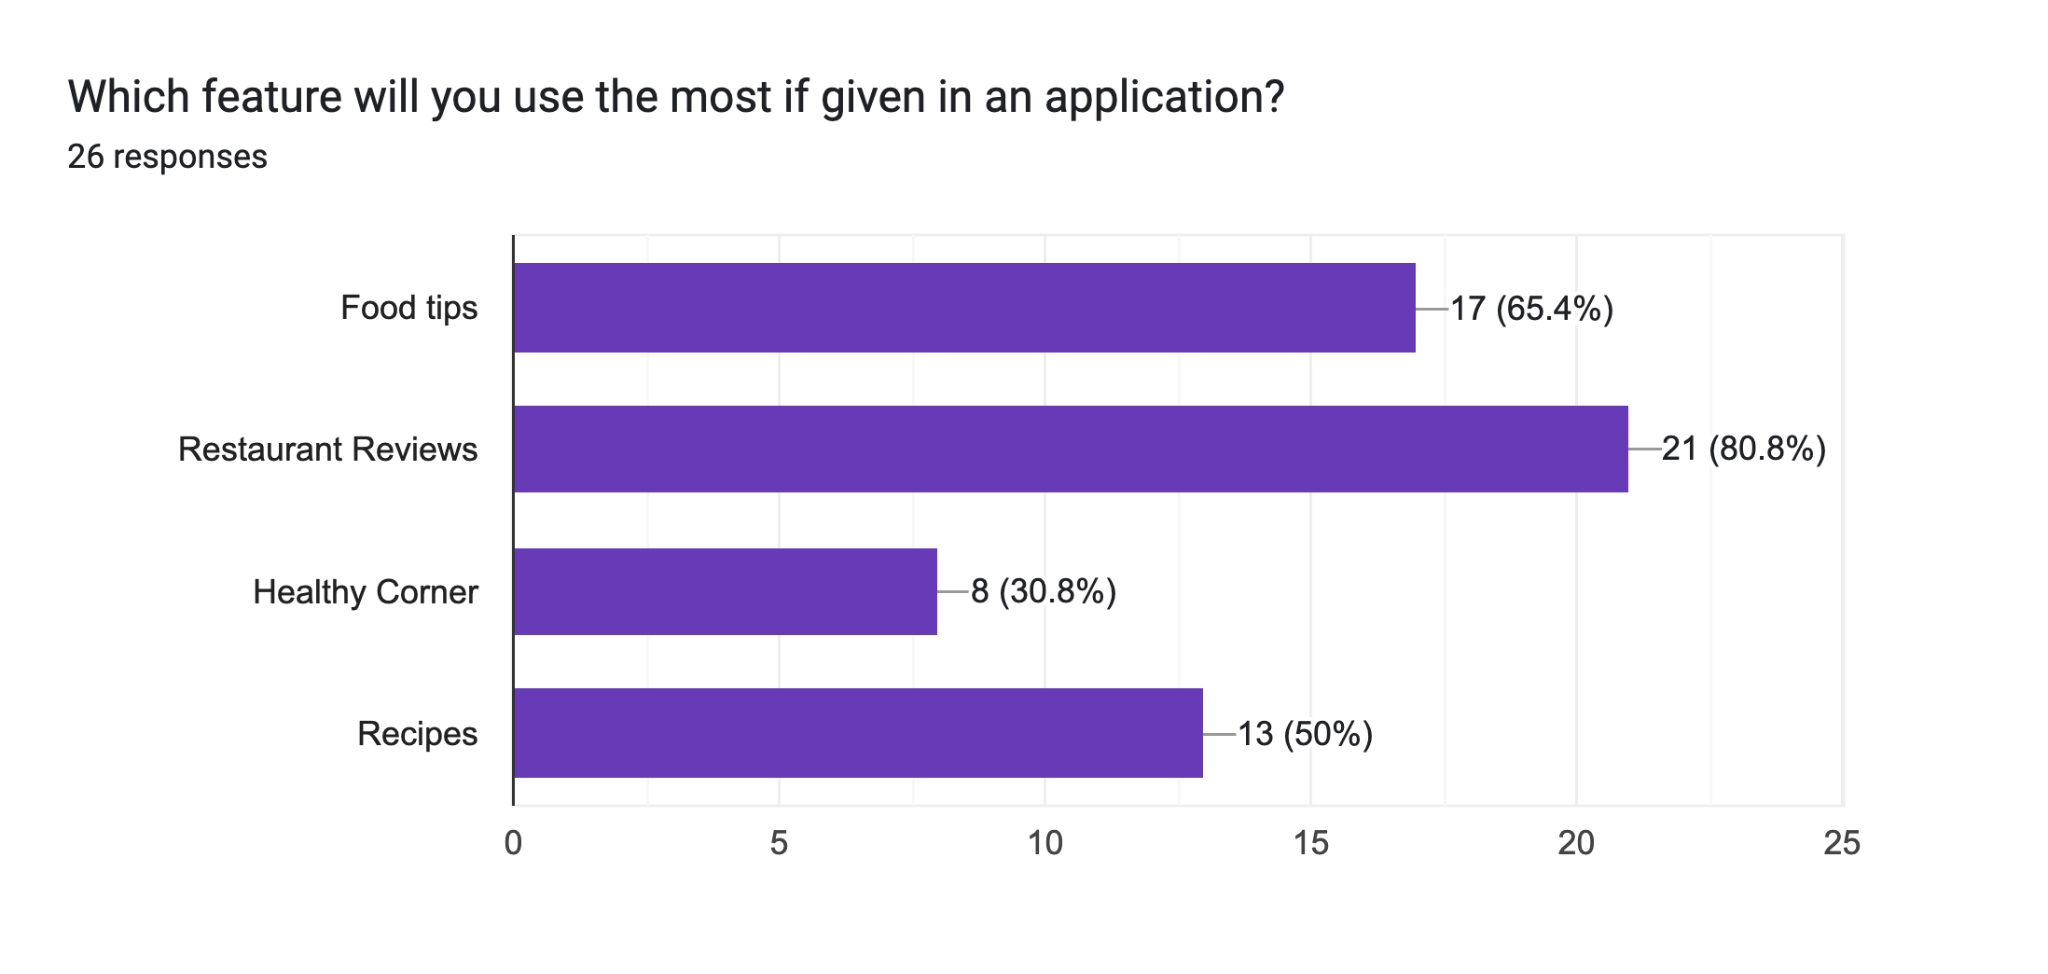 Which feature will you use the most if given in an application?
26 responses
Food tips
17 (65.4%)
Restaurant Reviews
21 (80.8%)
Healthy Corner
8 (30.8%)
Recipes
13 (50%)
0 5 10 15 20 25